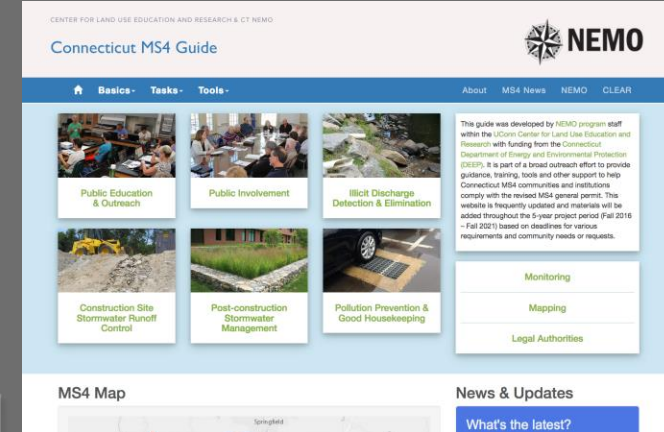 CENTER FOR LAND USE EDUCATION AND RESEARCH & CT NEMO
Connecticut MS4 Guide
NEMO
Basics Tasks Tools
About MS4 News NEMO CLEAR
Public Education
& Outreach
Public Involvement
Illicit Discharge
Detection & Elimination
This guide was developed by NEMO program staff
within the UConn Center for Land Use Education and
Research with funding from the Connecticut
Department of Energy and Environmental Protection
(DEEP). It is part of a broad outreach effort to provide
guidance, training, tools and other support to help
Connecticut MS4 communities and institutions
comply with the revised MS4 general permit. This
website is frequently updated and materials will be
added throughout the 5-year project period (Fall 2016
– Fall 2021) based on deadlines for various
requirements and community needs or requests.
Construction Site
Stormwater Runoff
Control
Post-construction
Stormwater
Management
Pollution Prevention &
Good Housekeeping
Monitoring
Mapping
Legal Authorities
MS4 Map
Springfield
News & Updates
What's the latest?